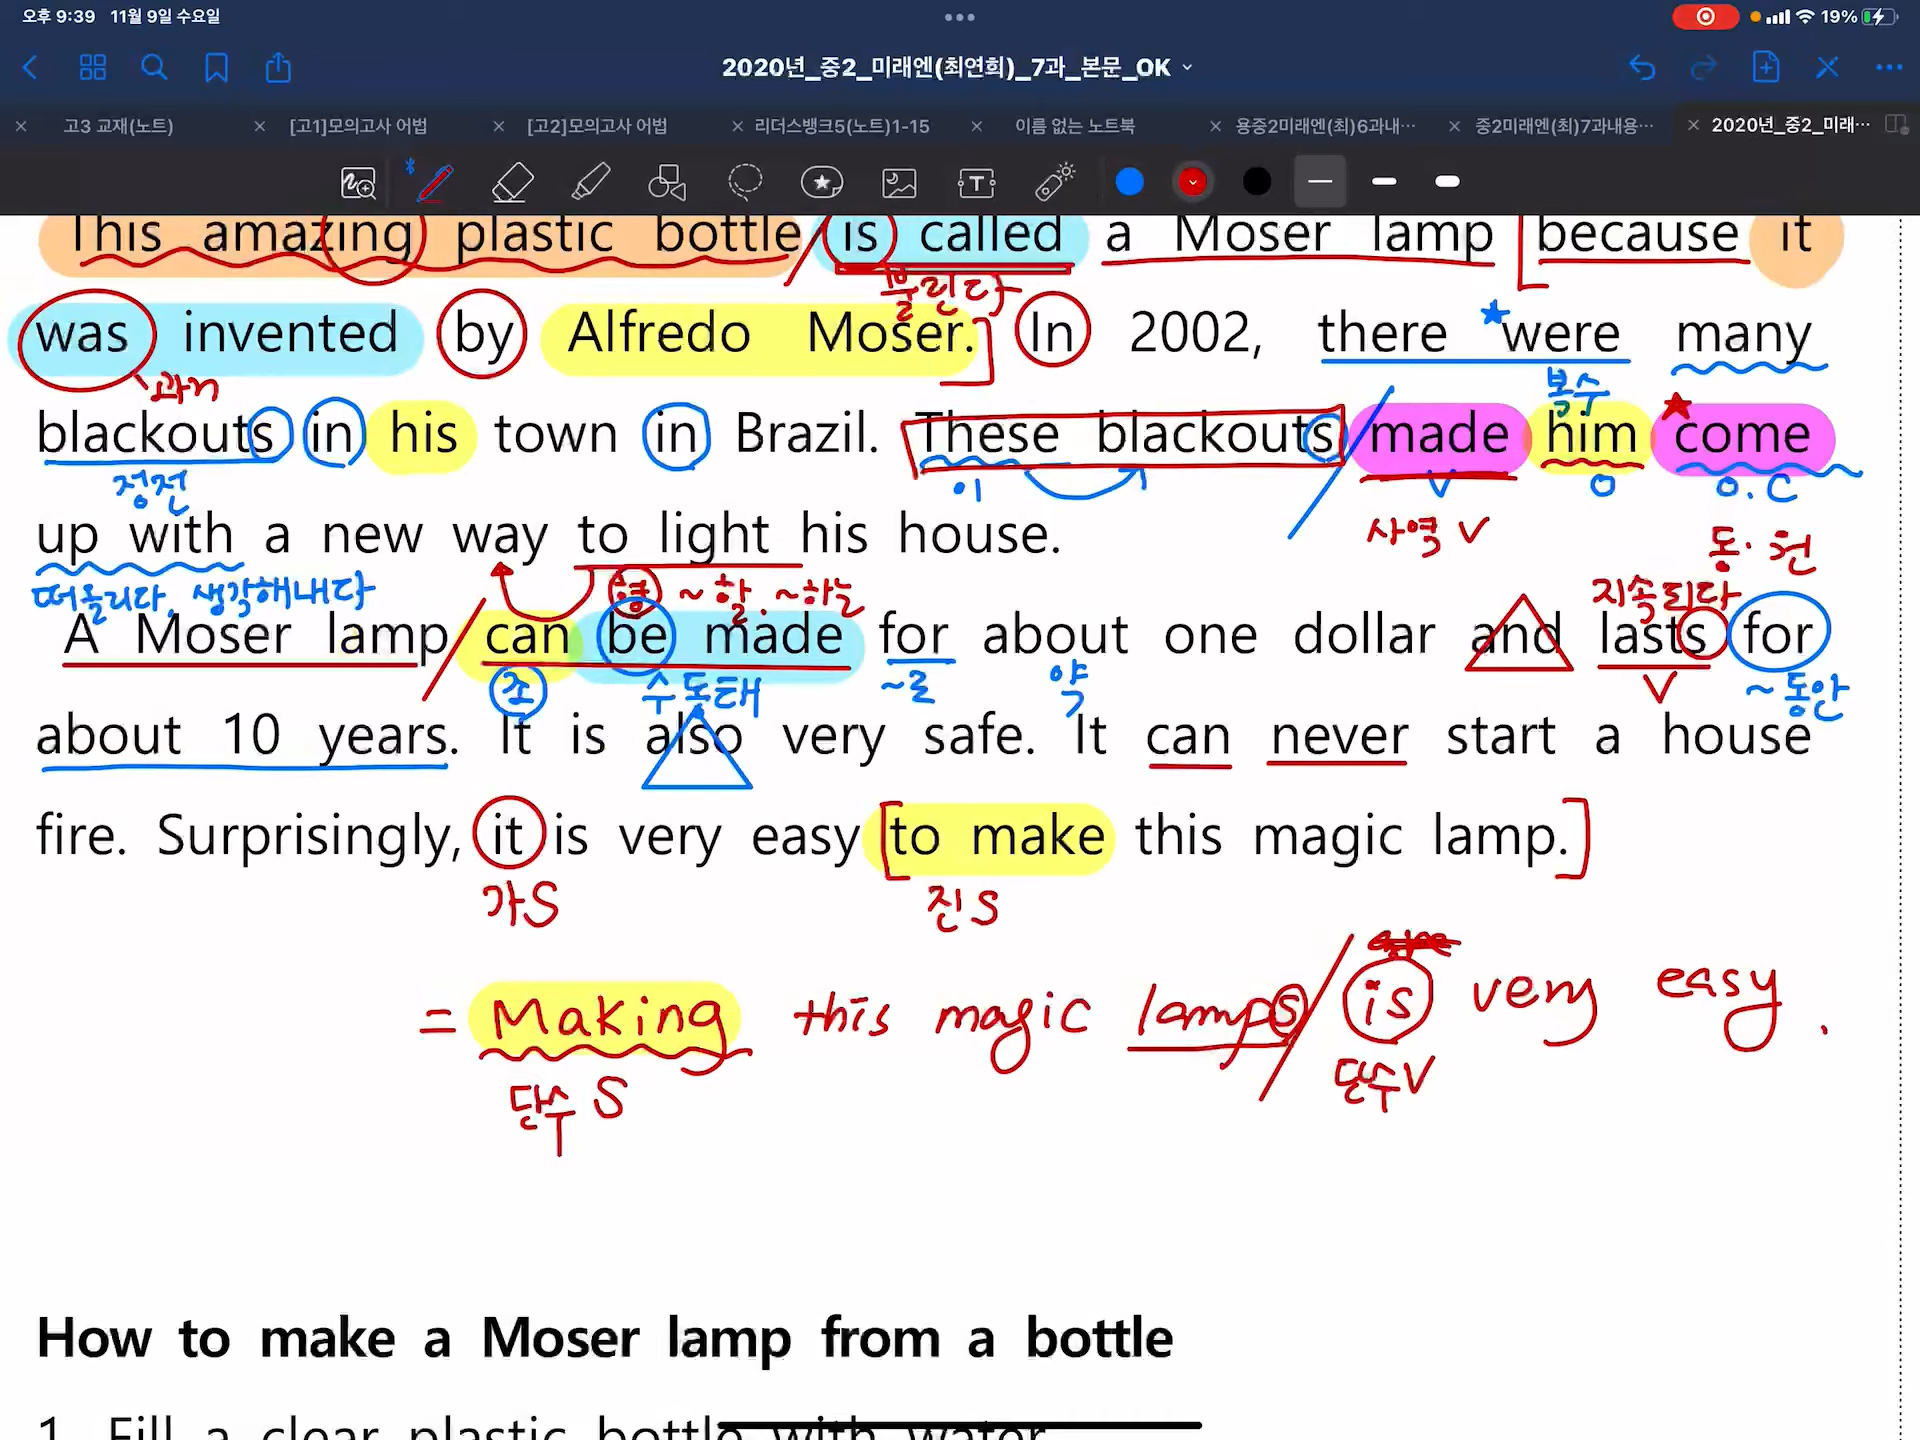 오후 9:39 11월 9일 수요일
19%
2020년_중2_미래엔(최연희)_7과_본문_OK
고3 교재(노트) [고1]모의고사 어법 [고2]모의고사 어법 리더스뱅크5(노트)1-15 이름 없는 노트북 용중2미래엔(최)6과내… 중2미래엔(최)7과내용… 2020년_중2_미래…
This amazing plastic bottle is called a Moser lamp because it
불린다
was invented by Alfredo Moser. In 2002, there were many
복수
blackouts in his town in Brazil. These blackouts made him come
정전 이 V O O.C
up with a new way to light his house.
사역 V 동.원
떠올리다, 생각해내다 형 ~할, ~하는 지속되다
A Moser lamp can be made for about one dollar and lasts for
조 수동태 ~로 약 V ~동안
about 10 years. It is also very safe. It can never start a house
fire. Surprisingly, it is very easy to make this magic lamp.
가S 진S
= Making this magic lamps is very easy.
단수 S 단수V
How to make a Moser lamp from a bottle
1. Fill a clear plastic bottle with water